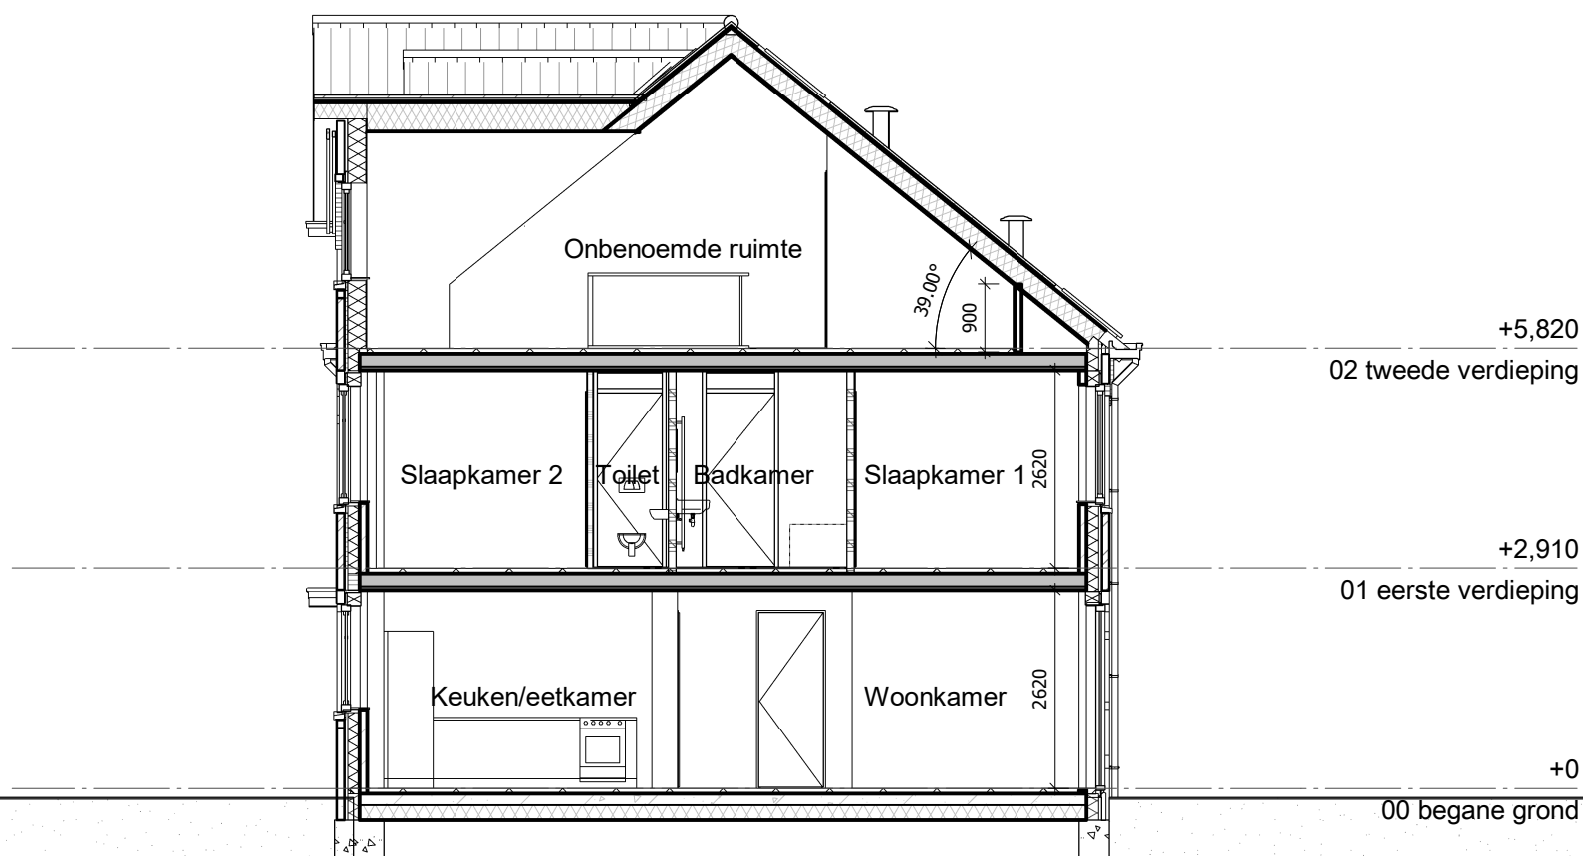 Onbenoemde ruimte
39.00°
900
+5,820
02 tweede verdieping
Slaapkamer 2
Toilet
Badkamer
Slaapkamer 1
2620
+2,910
01 eerste verdieping
Keuken/eetkamer
Woonkamer
2620
+0
00 begane grond